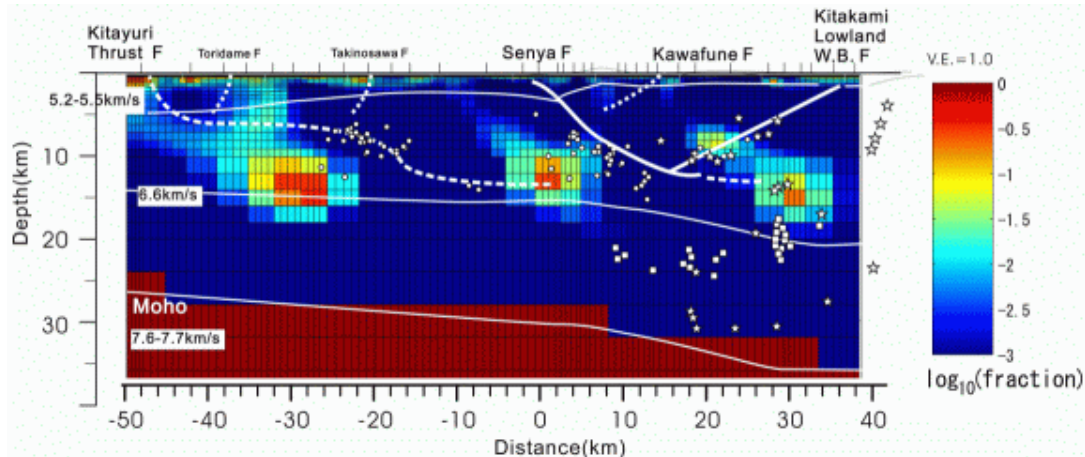 Kitayuri
Thrust F
Toridame F
Takinosawa F
Senya F
Kawafune F
Kitakami
Lowland
W.B. F
V.E.=1.0
5.2-5.5km/s
6.6km/s
Moho
7.6-7.7km/s
Depth(km)
10
20
30
-50 -40 -30 -20 -10 0 10 20 30 40
Distance(km)
0
-0.5
-1
-1.5
-2
-2.5
-3
log10(fraction)